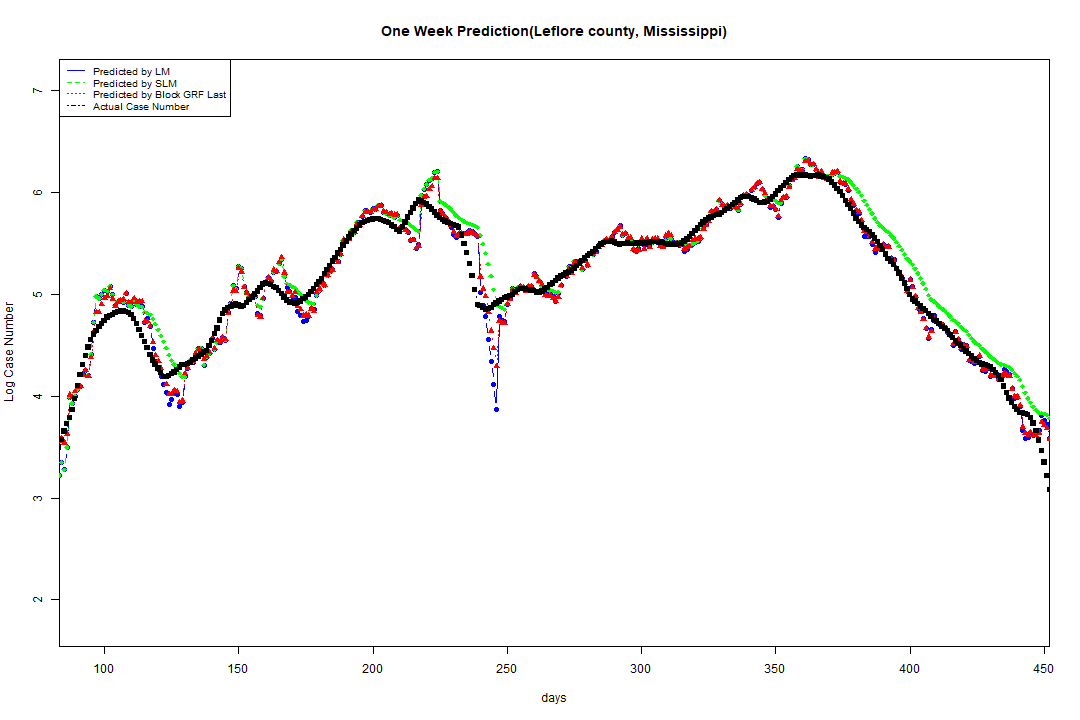 One Week Prediction(Leflore county, Mississippi)
Predicted by LM
Predicted by SLM
Predicted by Block GRF Last
Actual Case Number
7
6
5
4
3
2
Log Case Number
100 150 200 250 300 350 400 450
days